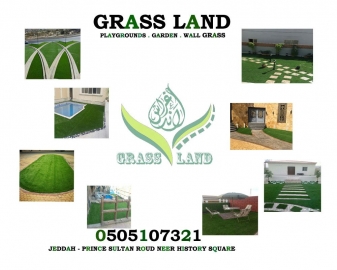 GRASS LAND
PLAYGROUNDS . GARDEN . WALL GRASS
GRASS LAND
0505107321
JEDDAH - PRINCE SULTAN ROUD NEER HISTORY SQUARE